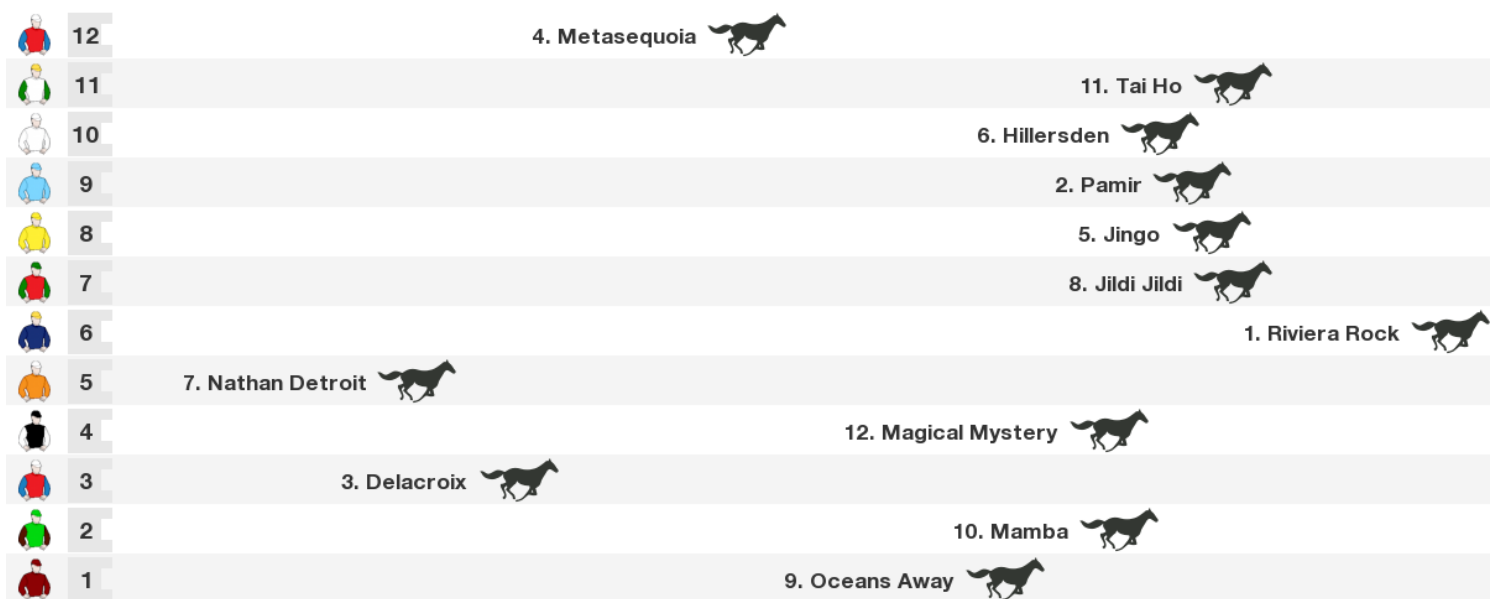 12 4. Metasequoia
11 11. Tai Ho
10 6. Hillersden
9 2. Pamir
8 5. Jingo
7 8. Jildi Jildi
6 1. Riviera Rock
5 7. Nathan Detroit
4 12. Magical Mystery
3 3. Delacroix
2 10. Mamba
1 9. Oceans Away